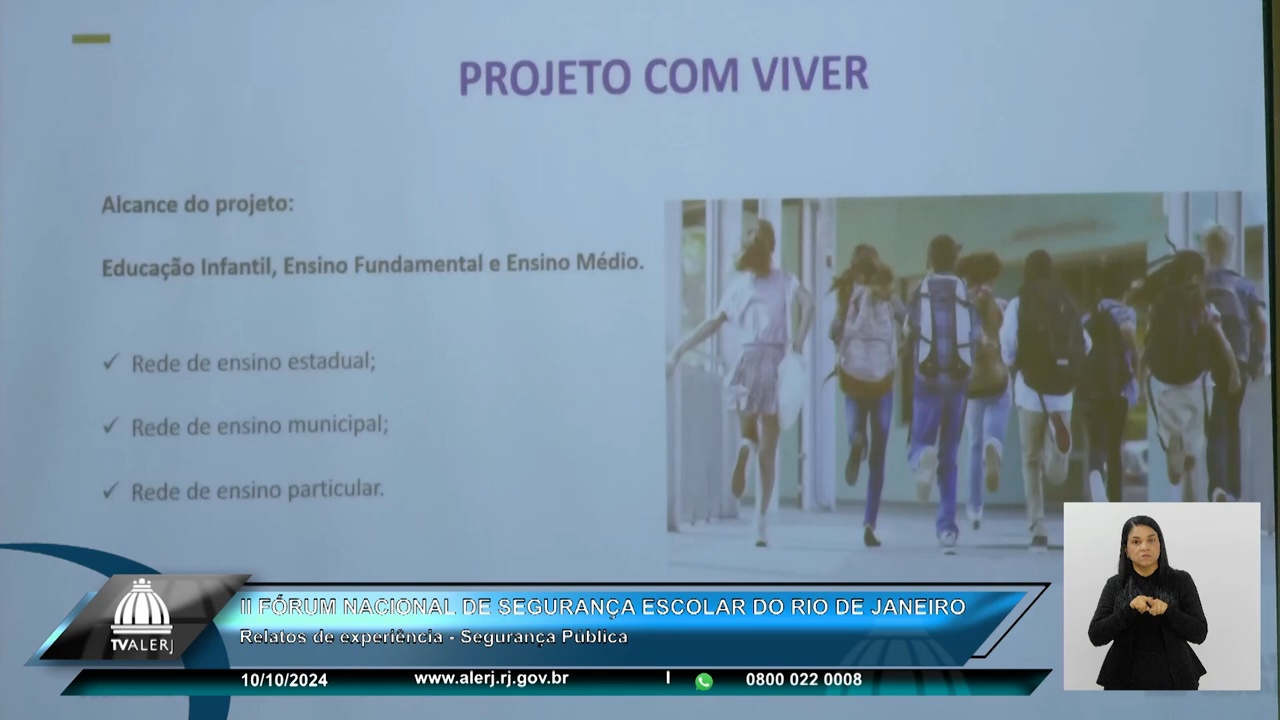 PROJETO COM VIVER
Alcance do projeto:
Educação Infantil, Ensino Fundamental e Ensino Médio.
✓ Rede de ensino estadual;
✓ Rede de ensino municipal;
✓ Rede de ensino particular.
II FÓRUM NACIONAL DE SEGURANÇA ESCOLAR DO RIO DE JANEIRO
Relatos de experiência - Segurança Pública
TVALERJ
10/10/2024 www.alerj.rj.gov.br | 0800 022 0008